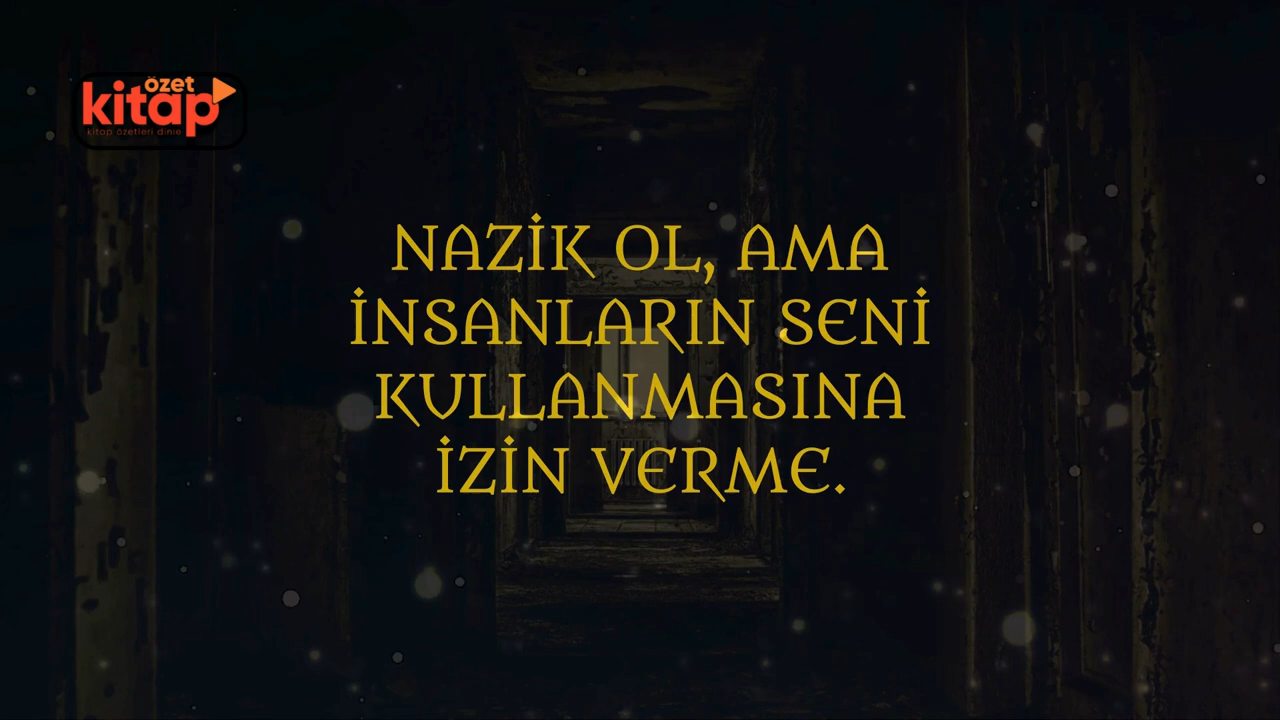 özet
kitap
kitap özetleri dinle
NAZİK OL, AMA
İNSANLARIN SENİ
KULLANMASINA
İZİN VERME.